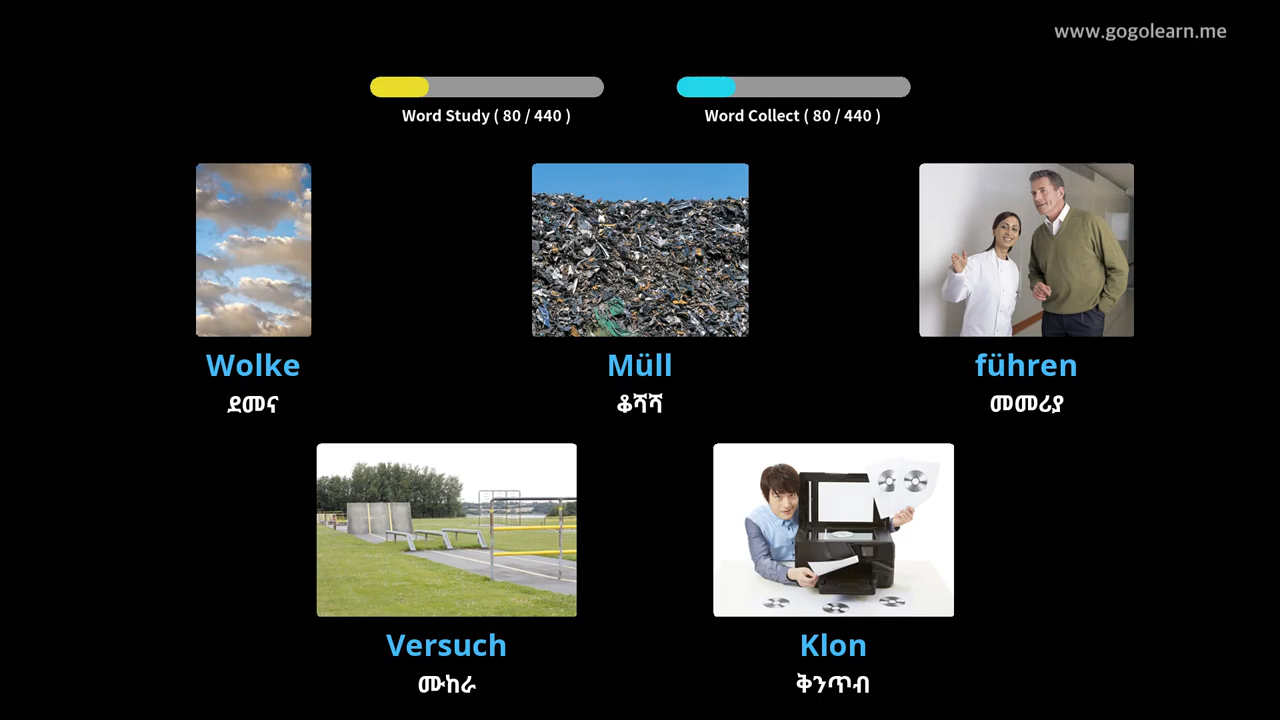 www.gogolearn.me
Word Study ( 80 / 440 )
Word Collect ( 80 / 440 )
Wolke
ደመና
Müll
ቆሻሻ
führen
መመሪያ
Versuch
ሙከራ
Klon
ቅንጥብ